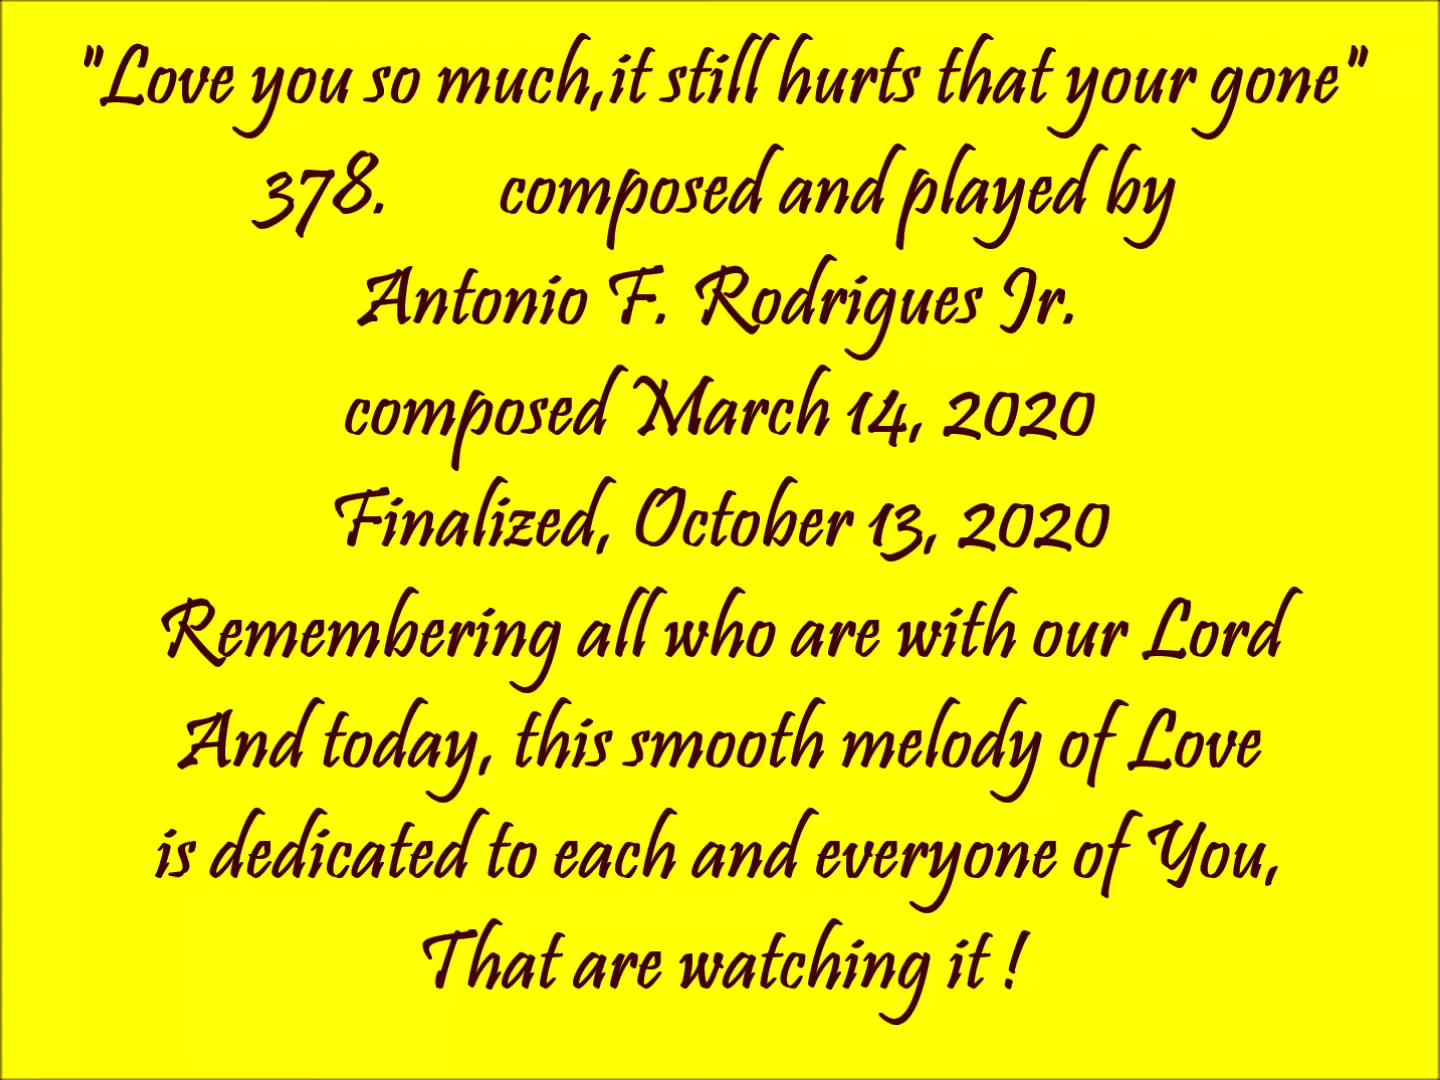 "Love you so much,it still hurts that your gone"
378. composed and played by
Antonio F. Rodrigues Jr.
composed March 14, 2020
Finalized, October 13, 2020
Remembering all who are with our Lord
And today, this smooth melody of Love
is dedicated to each and everyone of You,
That are watching it !